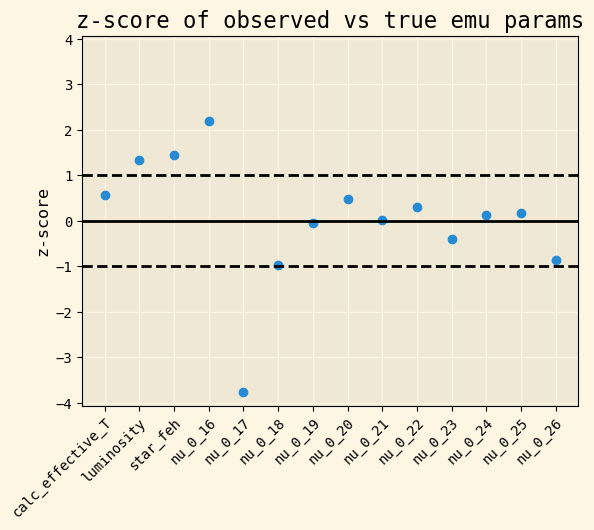 z-score of observed vs true emu params
z-score
4
3
2
1
0
−1
−2
−3
−4
calc_effective_T
luminosity
star_feh
nu_0_16
nu_0_17
nu_0_18
nu_0_19
nu_0_20
nu_0_21
nu_0_22
nu_0_23
nu_0_24
nu_0_25
nu_0_26